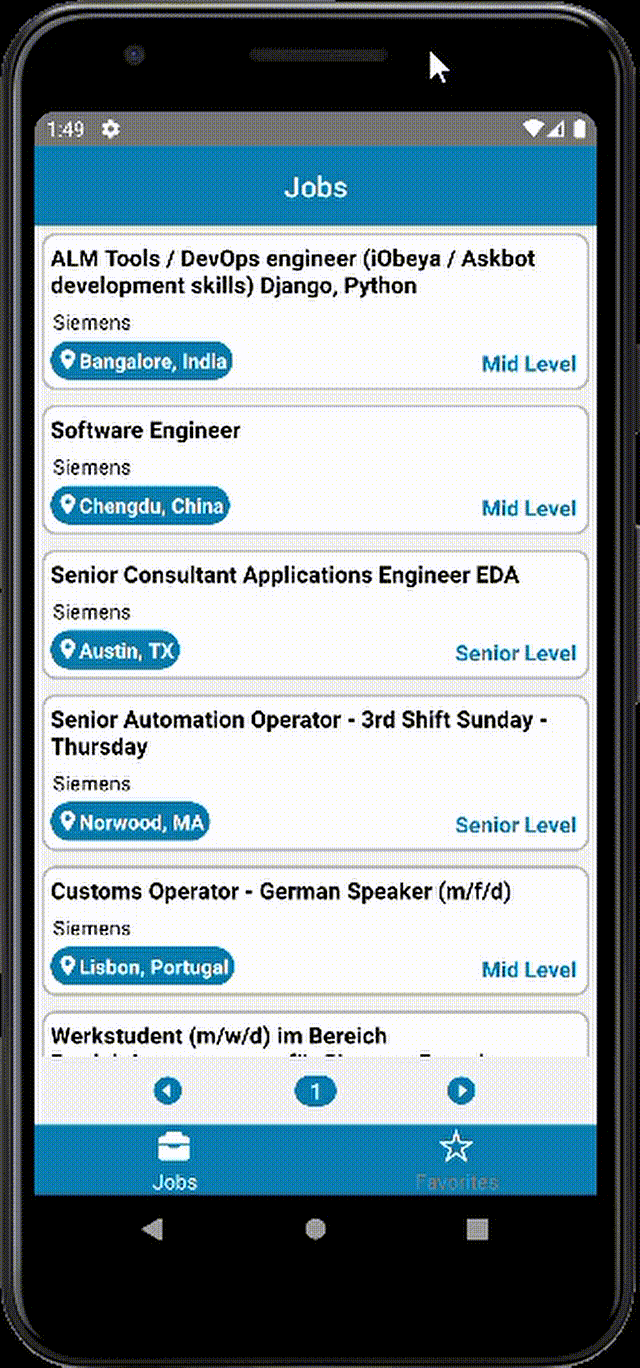 1:49
Jobs
ALM Tools / DevOps engineer (iObeya / Askbot
development skills) Django, Python
Siemens
Bangalore, India
Mid Level
Software Engineer
Siemens
Chengdu, China
Mid Level
Senior Consultant Applications Engineer EDA
Siemens
Austin, TX
Senior Level
Senior Automation Operator - 3rd Shift Sunday -
Thursday
Siemens
Norwood, MA
Senior Level
Customs Operator - German Speaker (m/f/d)
Siemens
Lisbon, Portugal
Mid Level
Werkstudent (m/w/d) im Bereich
1
Jobs
Favorites